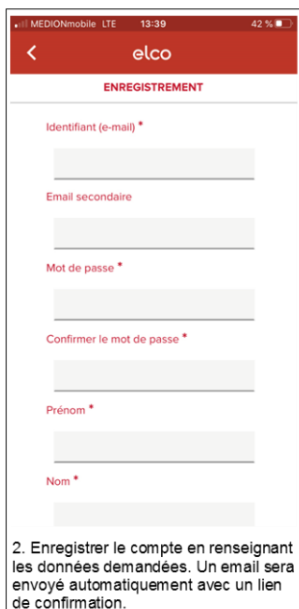 MEDIONmobile LTE 13:39 42 %
elco
ENREGISTREMENT
Identifiant (e-mail) *
Email secondaire
Mot de passe *
Confirmer le mot de passe *
Prénom *
Nom *
2. Enregistrer le compte en renseignant
les données demandées. Un email sera
envoyé automatiquement avec un lien
de confirmation.